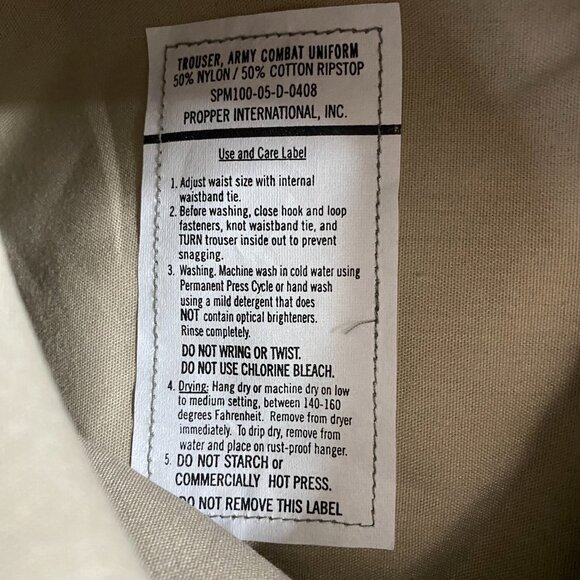 TROUSER, ARMY COMBAT UNIFORM
50% NYLON / 50% COTTON RIPSTOP
SPM100-05-D-0408
PROPPER INTERNATIONAL, INC.
Use and Care Label
1. Adjust waist size with internal
waistband tie.
2. Before washing, close hook and loop
fasteners, knot waistband tie, and
TURN trouser inside out to prevent
snagging.
3. Washing. Machine wash in cold water using
Permanent Press Cycle or hand wash
using a mild detergent that does
NOT contain optical brighteners.
Rinse completely.
DO NOT WRING OR TWIST.
DO NOT USE CHLORINE BLEACH.
4. Drying: Hang dry or machine dry on low
to medium setting, between 140-160
degrees Fahrenheit. Remove from dryer
immediately. To drip dry, remove from
water and place on rust-proof hanger.
5. DO NOT STARCH or
COMMERCIALLY HOT PRESS.
DO NOT REMOVE THIS LABEL